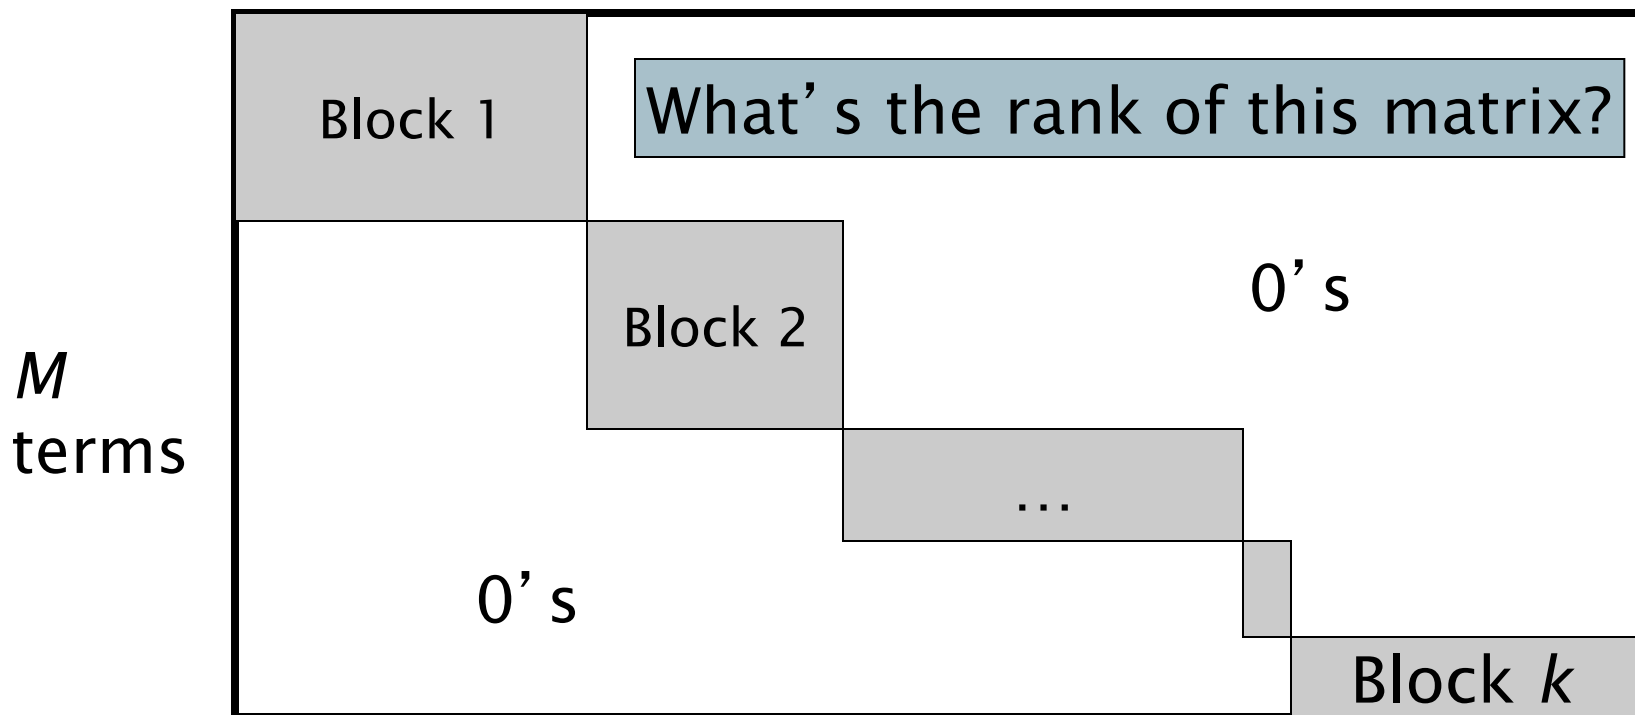 Block 1
What’s the rank of this matrix?
0’s
Block 2
M
terms
…
0’s
Block k